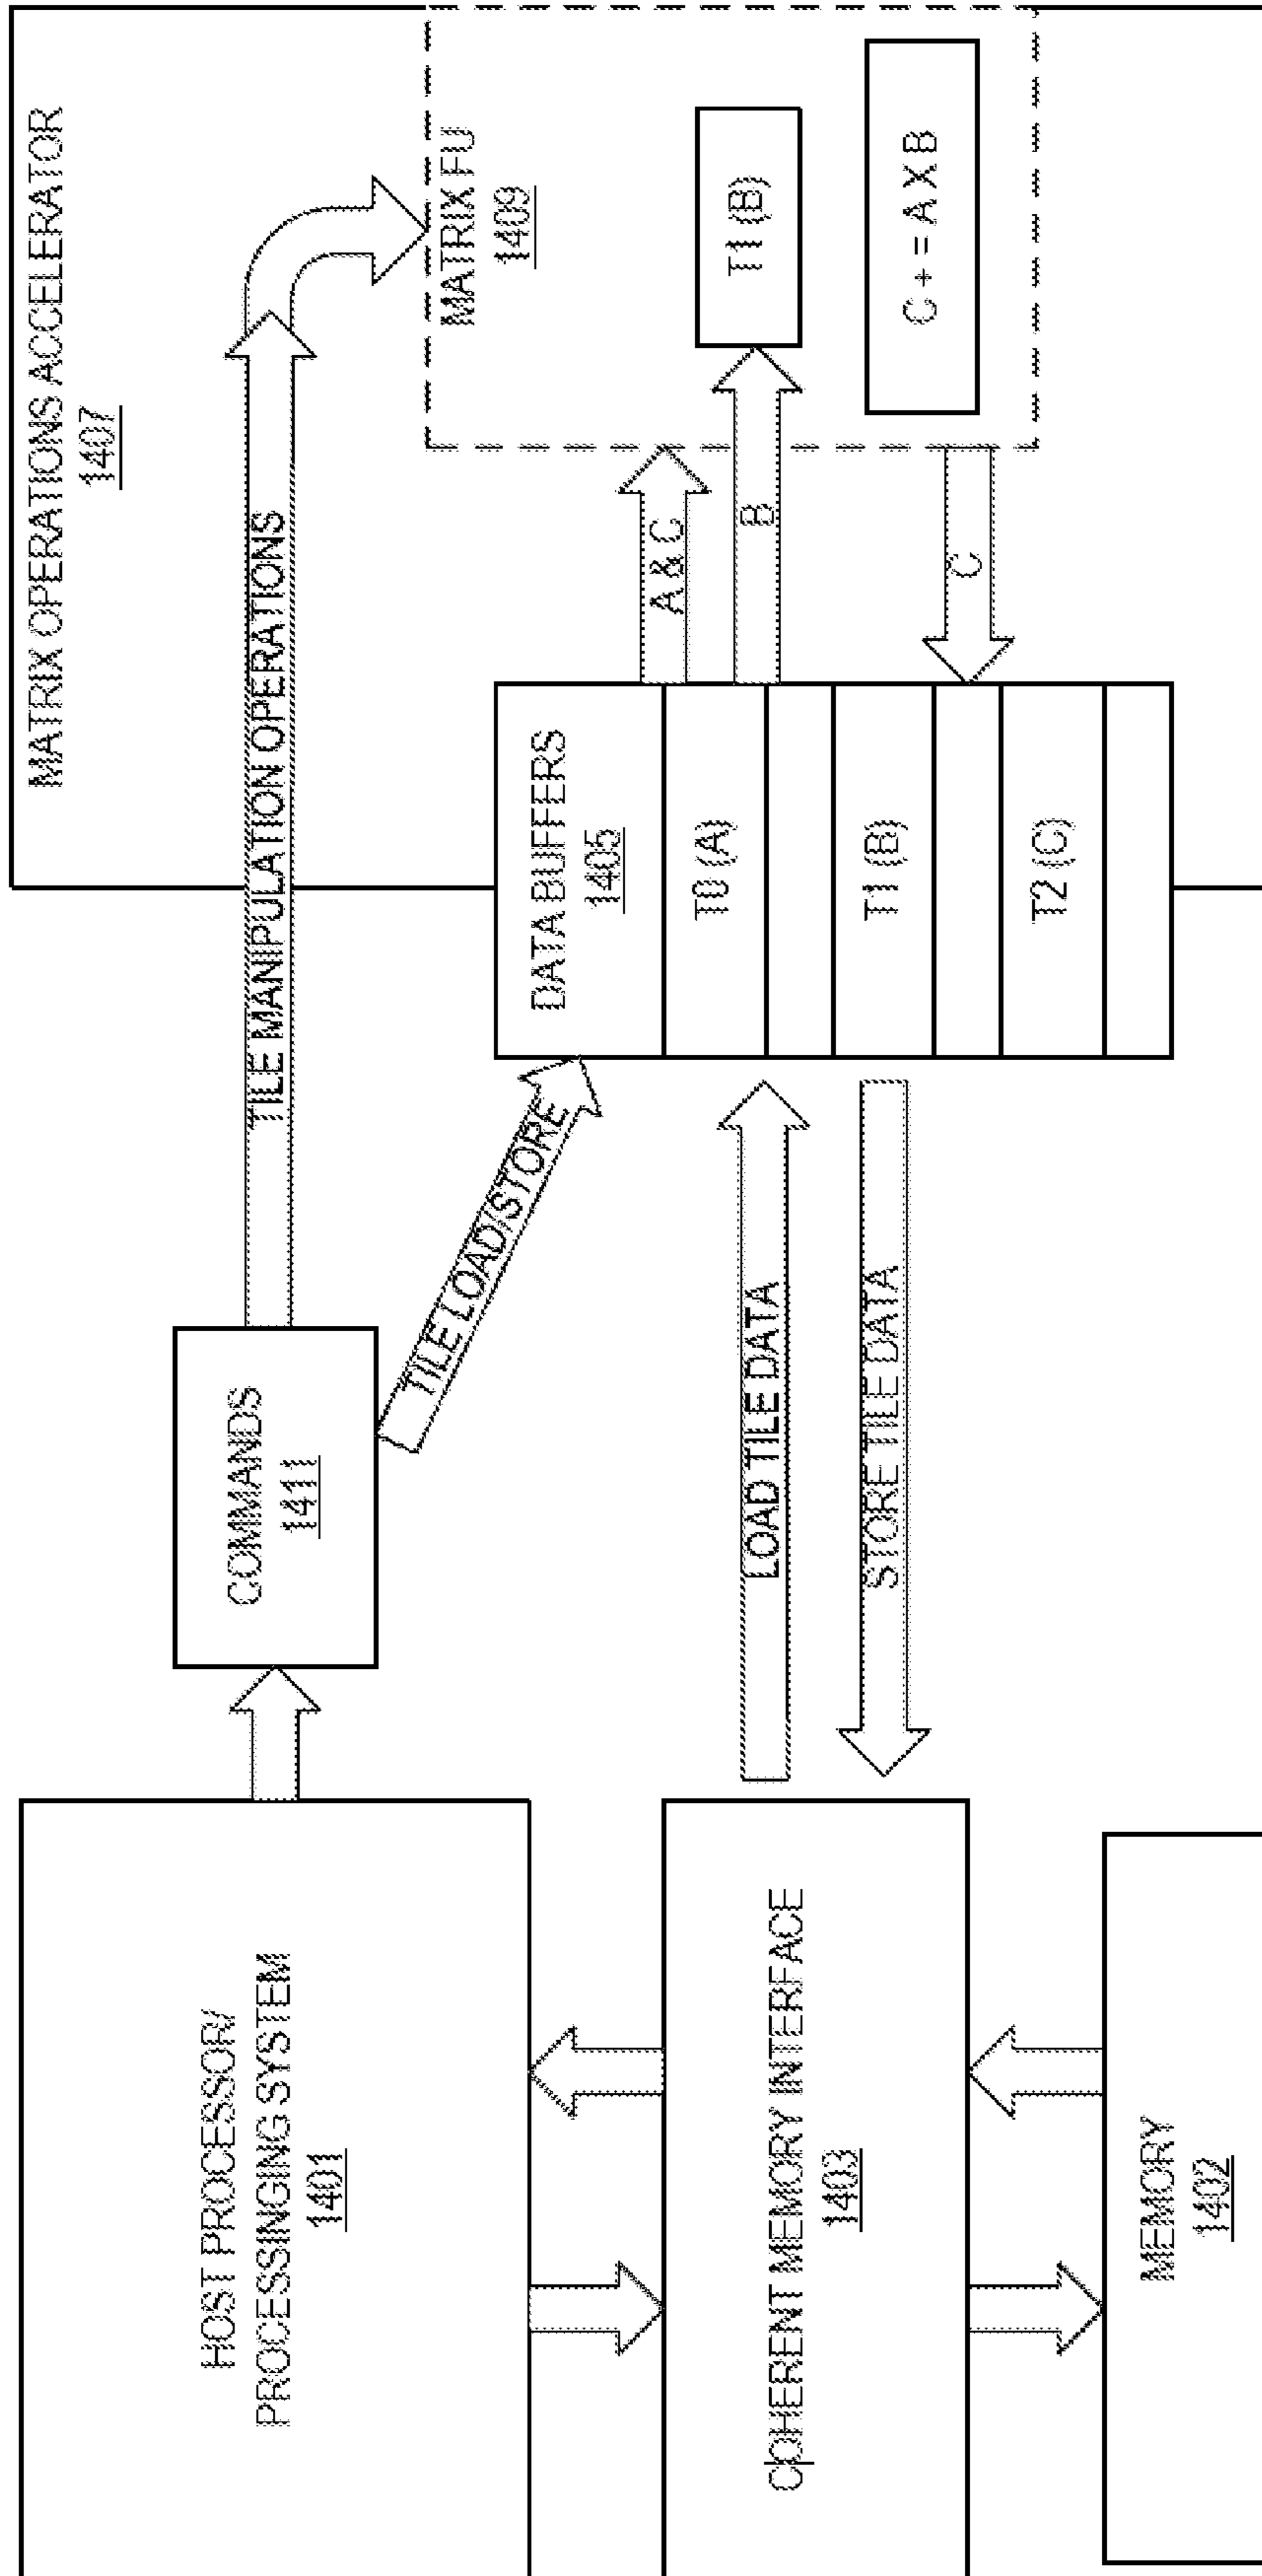 HOST PROCESSOR/
PROCESSINGING SYSTEM
1401
COMMANDS
1411
TILE MANIPULATION OPERATIONS
TILE LOAD/STORE
MATRIX OPERATIONS ACCELERATOR
1407
MATRIX FU
1409
T1 (B)
C + = A X B
A & C
B
C
DATA BUFFERS
1405
T0 (A)
T1 (B)
T2 (C)
LOAD TILE DATA
STORE TILE DATA
COHERENT MEMORY INTERFACE
1403
MEMORY
1402